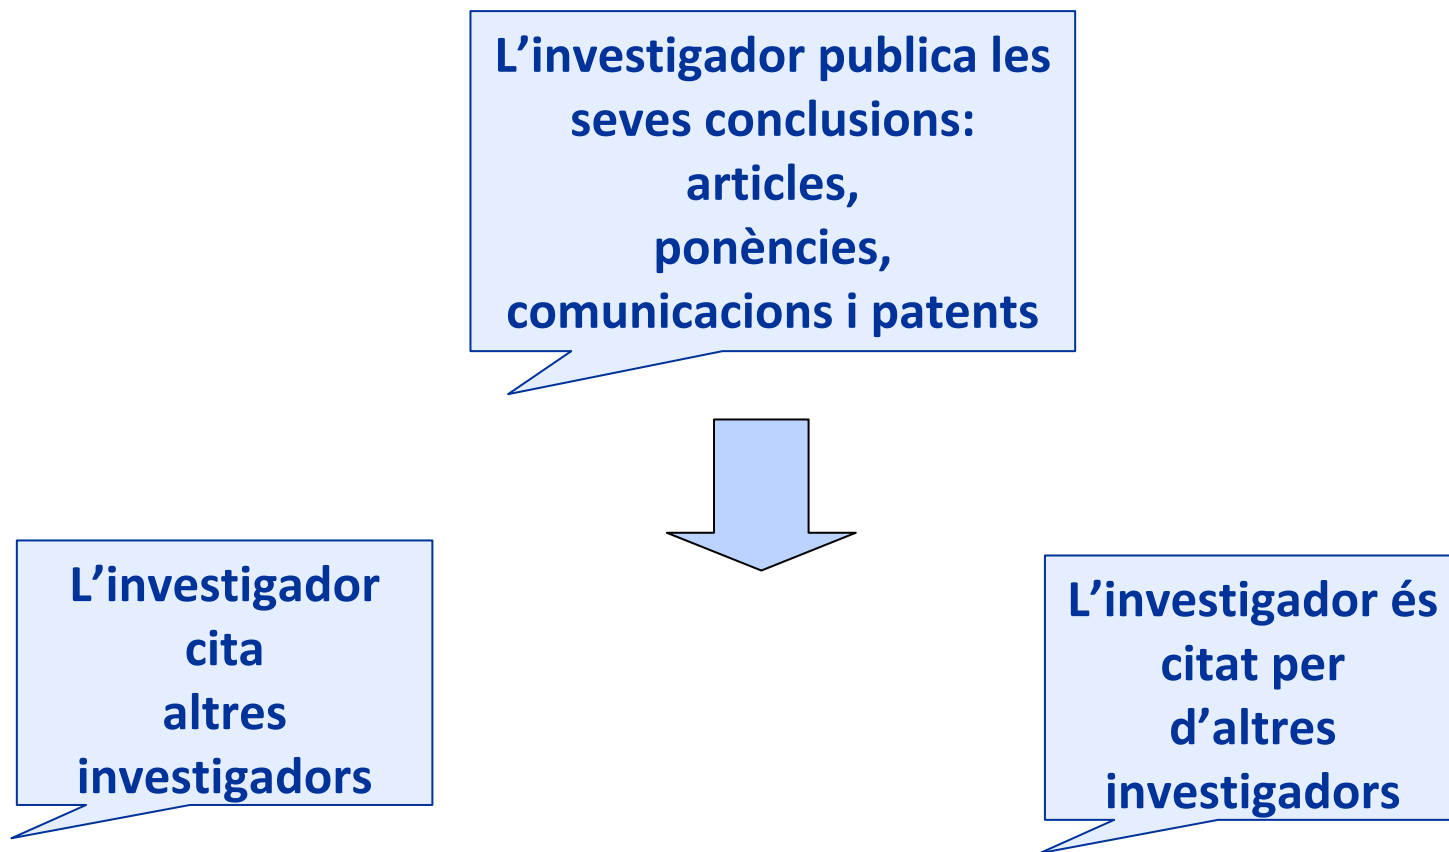 L’investigador publica les
seves conclusions:
articles,
ponències,
comunicacions i patents
L’investigador
cita
altres
investigadors
L’investigador és
citat per
d’altres
investigadors